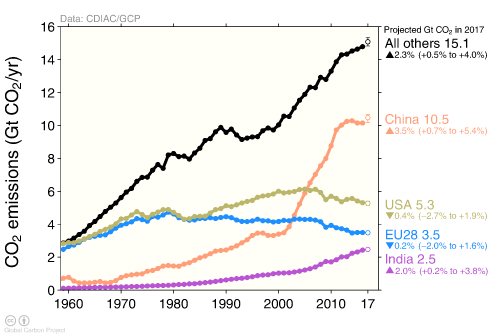 Data: CDIAC/GCP
Projected Gt CO₂ in 2017
All others 15.1
▲2.3% (+0.5% to +4.0%)
China 10.5
▲3.5% (+0.7% to +5.4%)
USA 5.3
▼0.4% (−2.7% to +1.9%)
EU28 3.5
▼0.2% (−2.0% to +1.6%)
India 2.5
▲2.0% (+0.2% to +3.8%)
CO₂ emissions (Gt CO₂/yr)
16
14
12
10
8
6
4
2
0
1960 1970 1980 1990 2000 2010 17
cc
Global Carbon Project